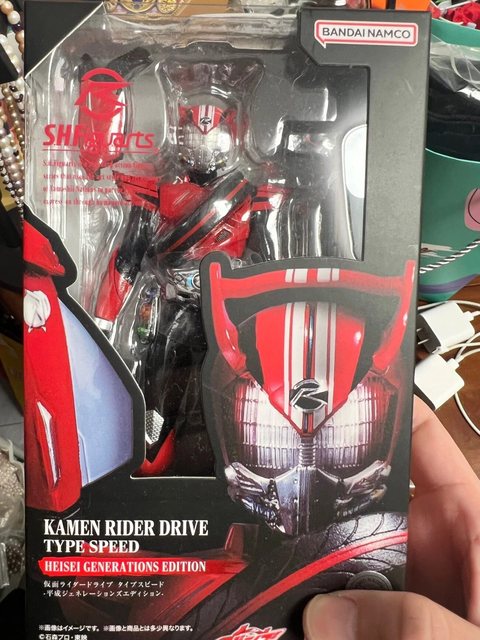 BANDAI NAMCO
S.H.Figuarts
KAMEN RIDER DRIVE
TYPE SPEED
HEISEI GENERATIONS EDITION
仮面ライダードライブ タイプスピード
-平成ジェネレーションズエディション-
※画像はイメージです。※画像と商品とは多少異なります。
©石森プロ・東映